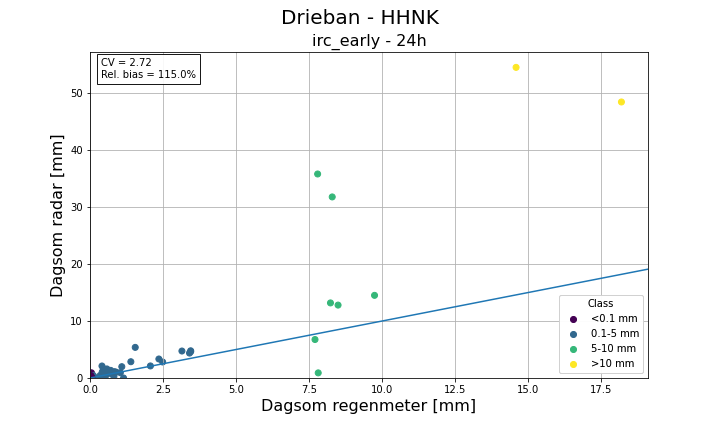 Drieban - HHNK
irc_early - 24h
CV = 2.72
Rel. bias = 115.0%
Dagsom radar [mm]
50
40
30
20
10
0
0.0 2.5 5.0 7.5 10.0 12.5 15.0 17.5
Dagsom regenmeter [mm]
Class
<0.1 mm
0.1-5 mm
5-10 mm
>10 mm